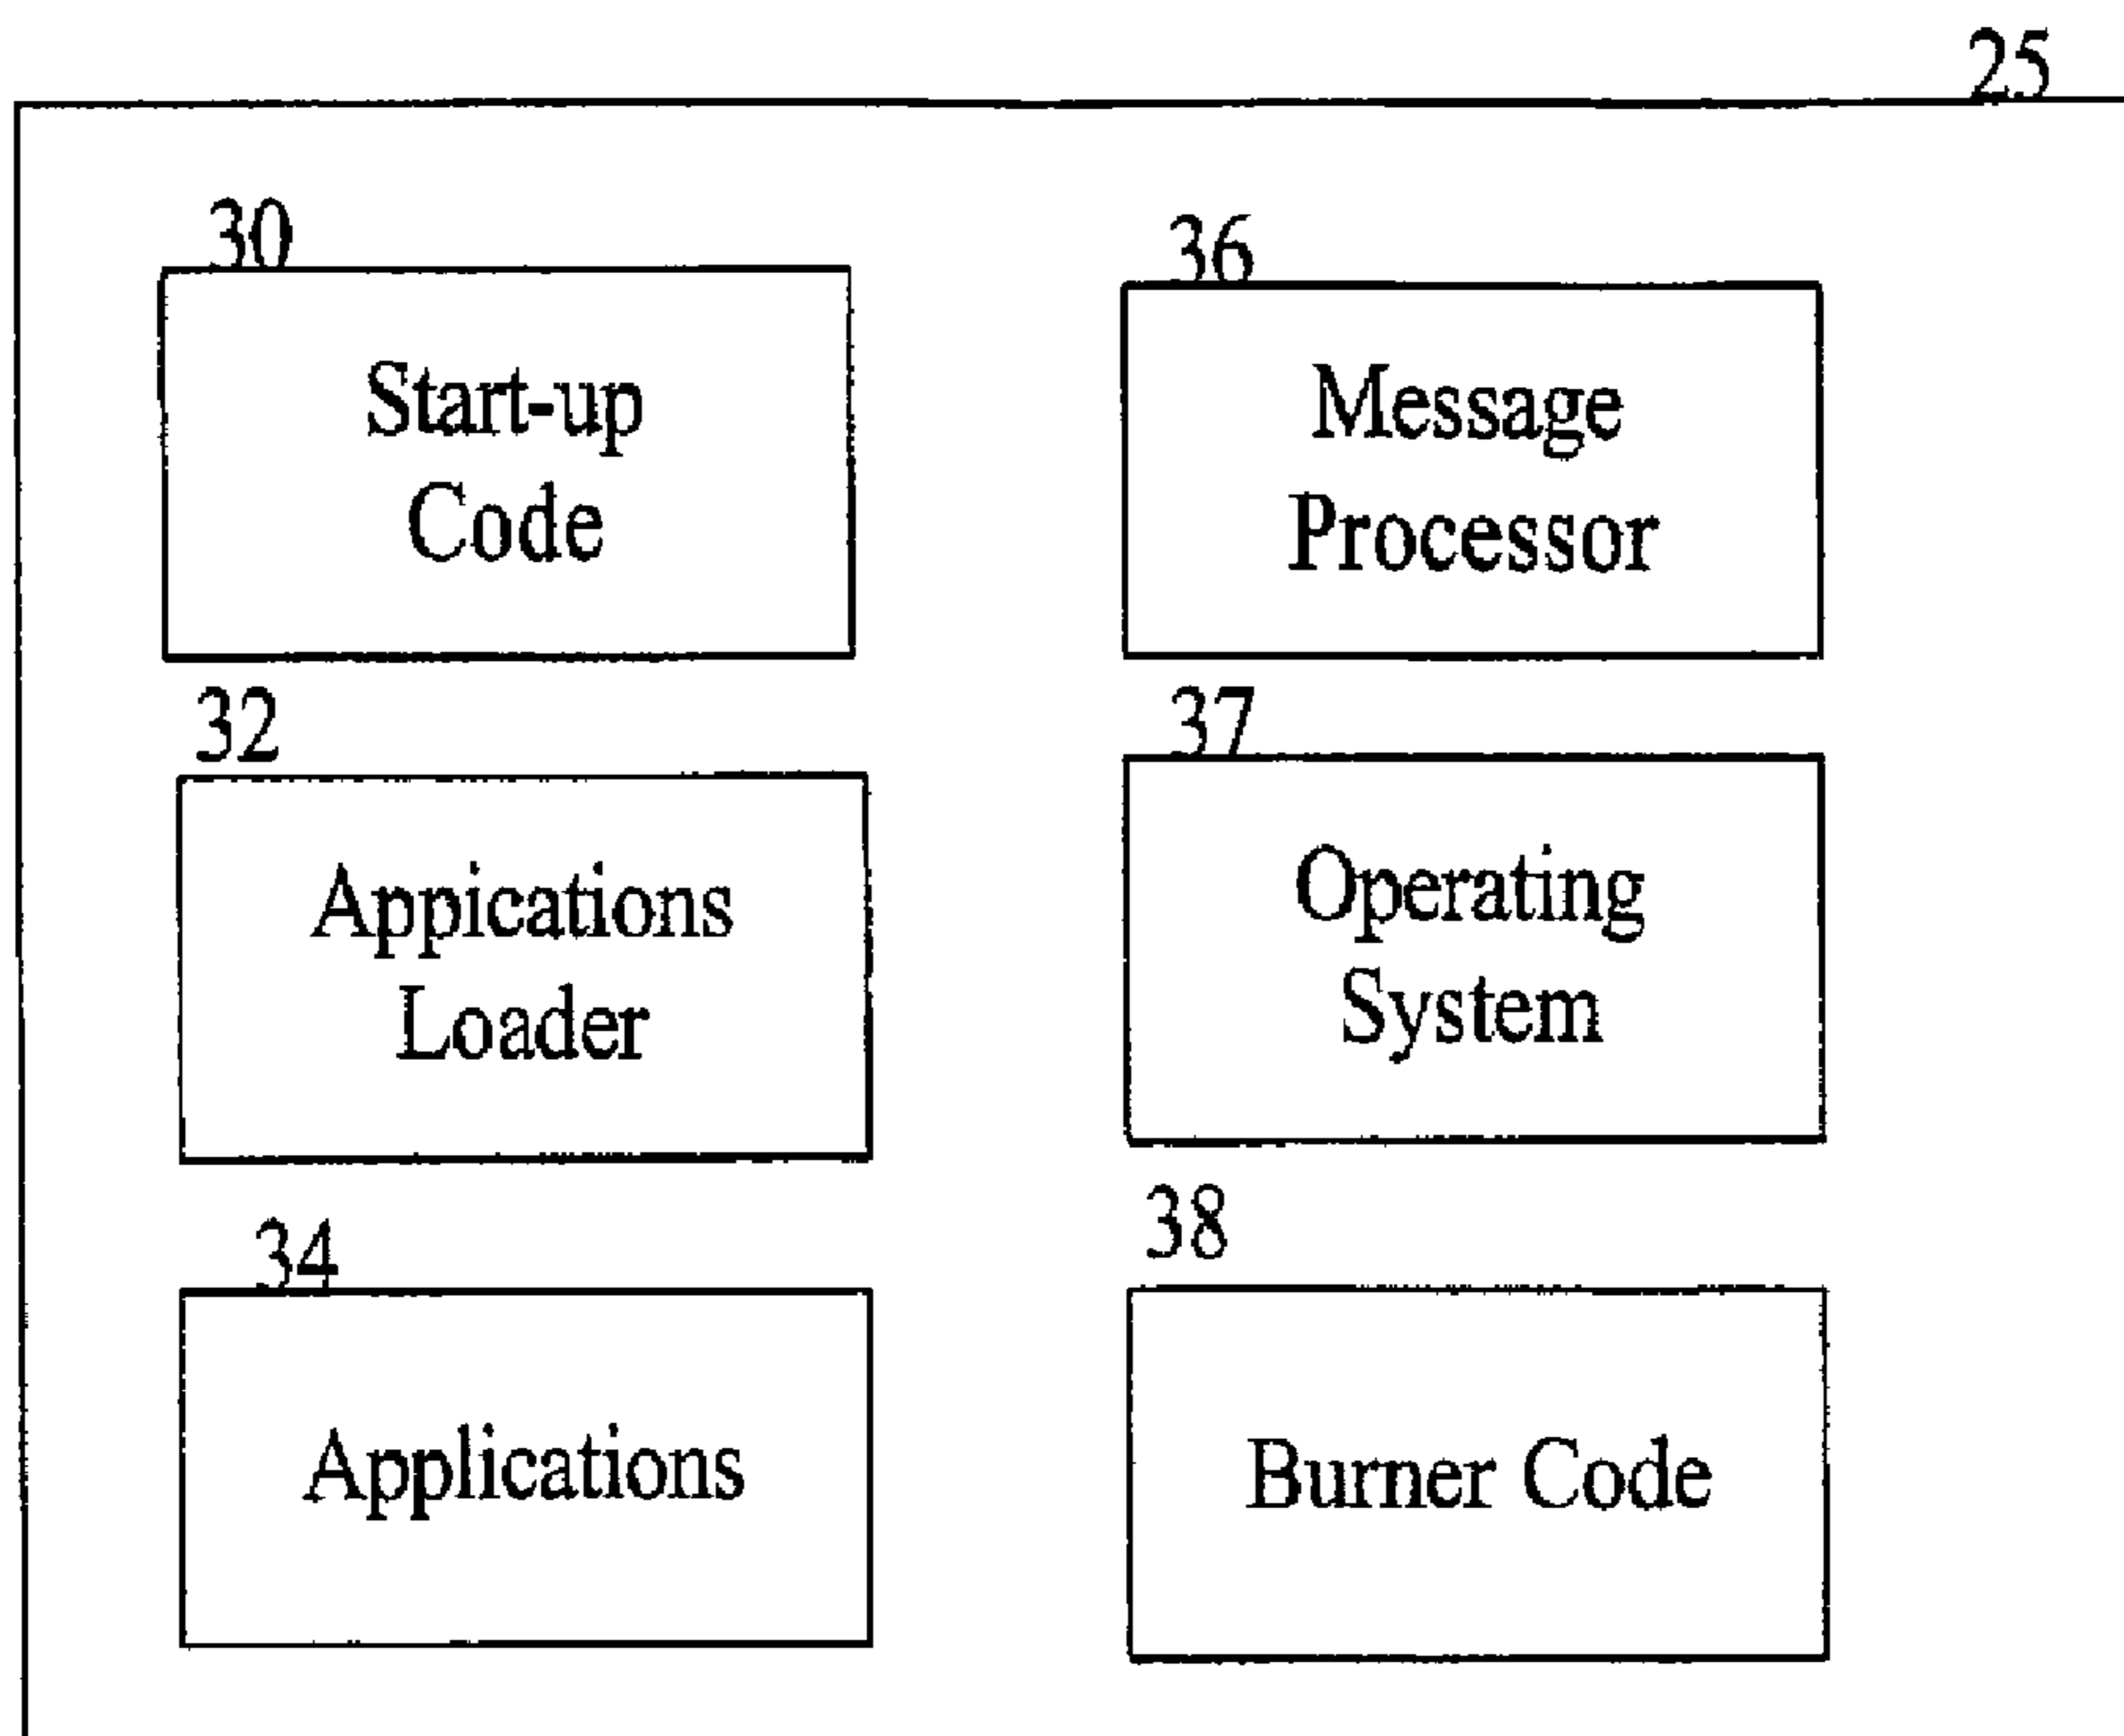 25
30
Start-up
Code
36
Message
Processor
32
Appications
Loader
37
Operating
System
34
Applications
38
Burner Code